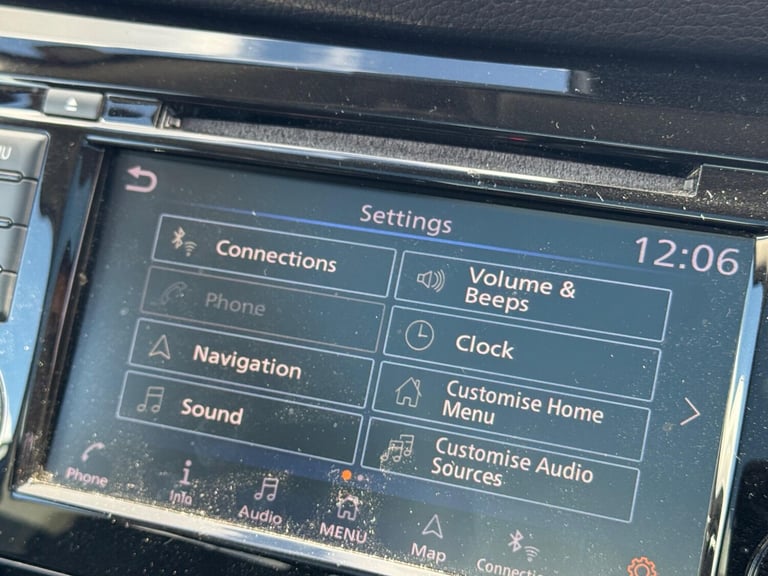 Settings
12:06
Connections
Volume &
Beeps
Phone
Clock
Navigation
Customise Home
Menu
Sound
Customise Audio
Sources
Phone
Info
Audio
MENU
Map